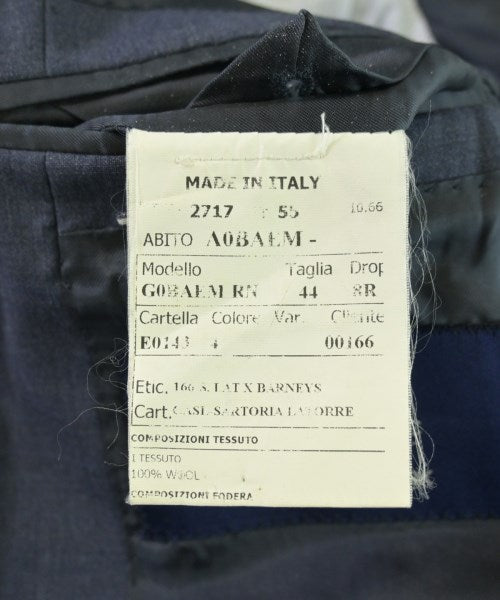 MADE IN ITALY
2717 55 10.66
ABITO A0BAEM -
Modello Taglia Drop
G0BAEM RN 44 8R
Cartella Colore Var. Cliente
E0143 4 00166
Etic. 166 S. LAT X BARNEYS
Cart. SARTORIA LATORRE
COMPOSIZIONI TESSUTO
1 TESSUTO
100% WOOL
COMPOSIZIONI FODERA